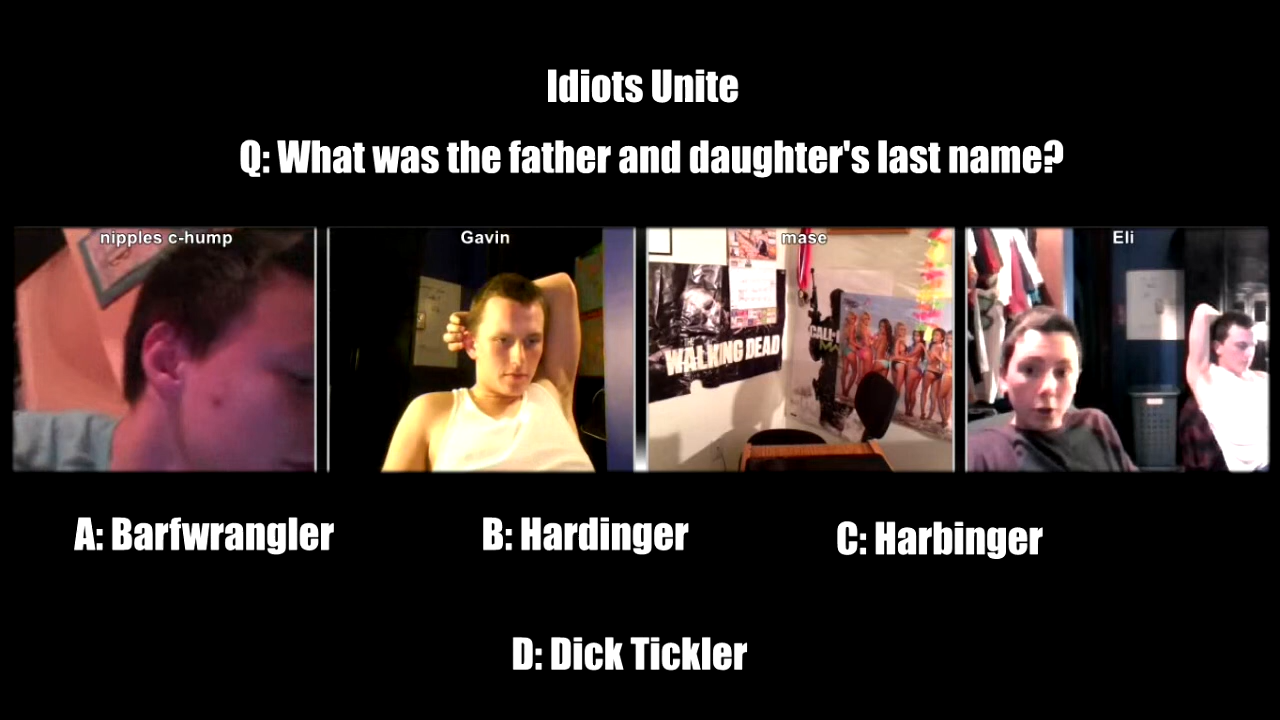 Idiots Unite
Q: What was the father and daughter's last name?
nipples c-hump
Gavin
mase
Eli
WALKING DEAD
CALL
A: Barfwrangler
B: Hardinger
C: Harbinger
D: Dick Tickler